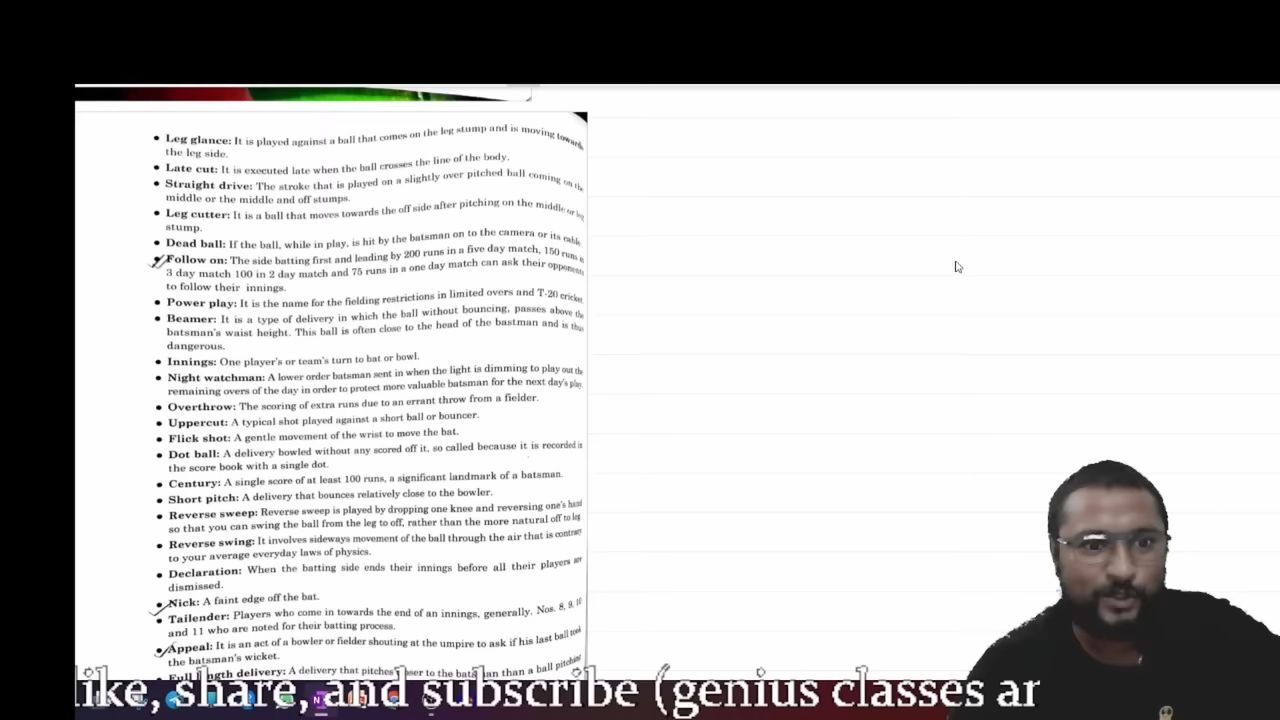 • Leg glance: It is played against a ball that comes on the leg stump and is moving towards
the leg side.
• Late cut: It is executed late when the ball crosses the line of the body.
• Straight drive: The stroke that is played on a slightly over pitched ball coming on the
middle or the middle and off stumps.
• Leg cutter: It is a ball that moves towards the off side after pitching on the middle or leg
stump.
• Dead ball: If the ball, while in play, is hit by the batsman on to the camera or its cable.
• Follow on: The side batting first and leading by 200 runs in a five day match, 150 runs in
3 day match 100 in 2 day match and 75 runs in a one day match can ask their opponents
to follow their innings.
• Power play: It is the name for the fielding restrictions in limited overs and T-20 cricket.
• Beamer: It is a type of delivery in which the ball without bouncing, passes above the
batsman's waist height. This ball is often close to the head of the bastman and is thus
dangerous.
• Innings: One player's or team's turn to bat or bowl.
• Night watchman: A lower order batsman sent in when the light is dimming to play out the
remaining overs of the day in order to protect more valuable batsman for the next day's play.
• Overthrow: The scoring of extra runs due to an errant throw from a fielder.
• Uppercut: A typical shot played against a short ball or bouncer.
• Flick shot: A gentle movement of the wrist to move the bat.
• Dot ball: A delivery bowled without any scored off it, so called because it is recorded in
the score book with a single dot.
• Century: A single score of at least 100 runs, a significant landmark of a batsman.
• Short pitch: A delivery that bounces relatively close to the bowler.
• Reverse sweep: Reverse sweep is played by dropping one knee and reversing one's hand
so that you can swing the ball from the leg to off, rather than the more natural off to leg
• Reverse swing: It involves sideways movement of the ball through the air that is contrary
to your average everyday laws of physics.
• Declaration: When the batting side ends their innings before all their players are
dismissed.
• Nick: A faint edge off the bat.
• Tailender: Players who come in towards the end of an innings, generally. Nos. 8, 9, 10
and 11 who are noted for their batting process.
• Appeal: It is an act of a bowler or fielder shouting at the umpire to ask if his last ball took
the batsman's wicket.
• Full length delivery: A delivery that pitches closer to the batsman than a ball pitching
like, share, and subscribe (genius classes ar